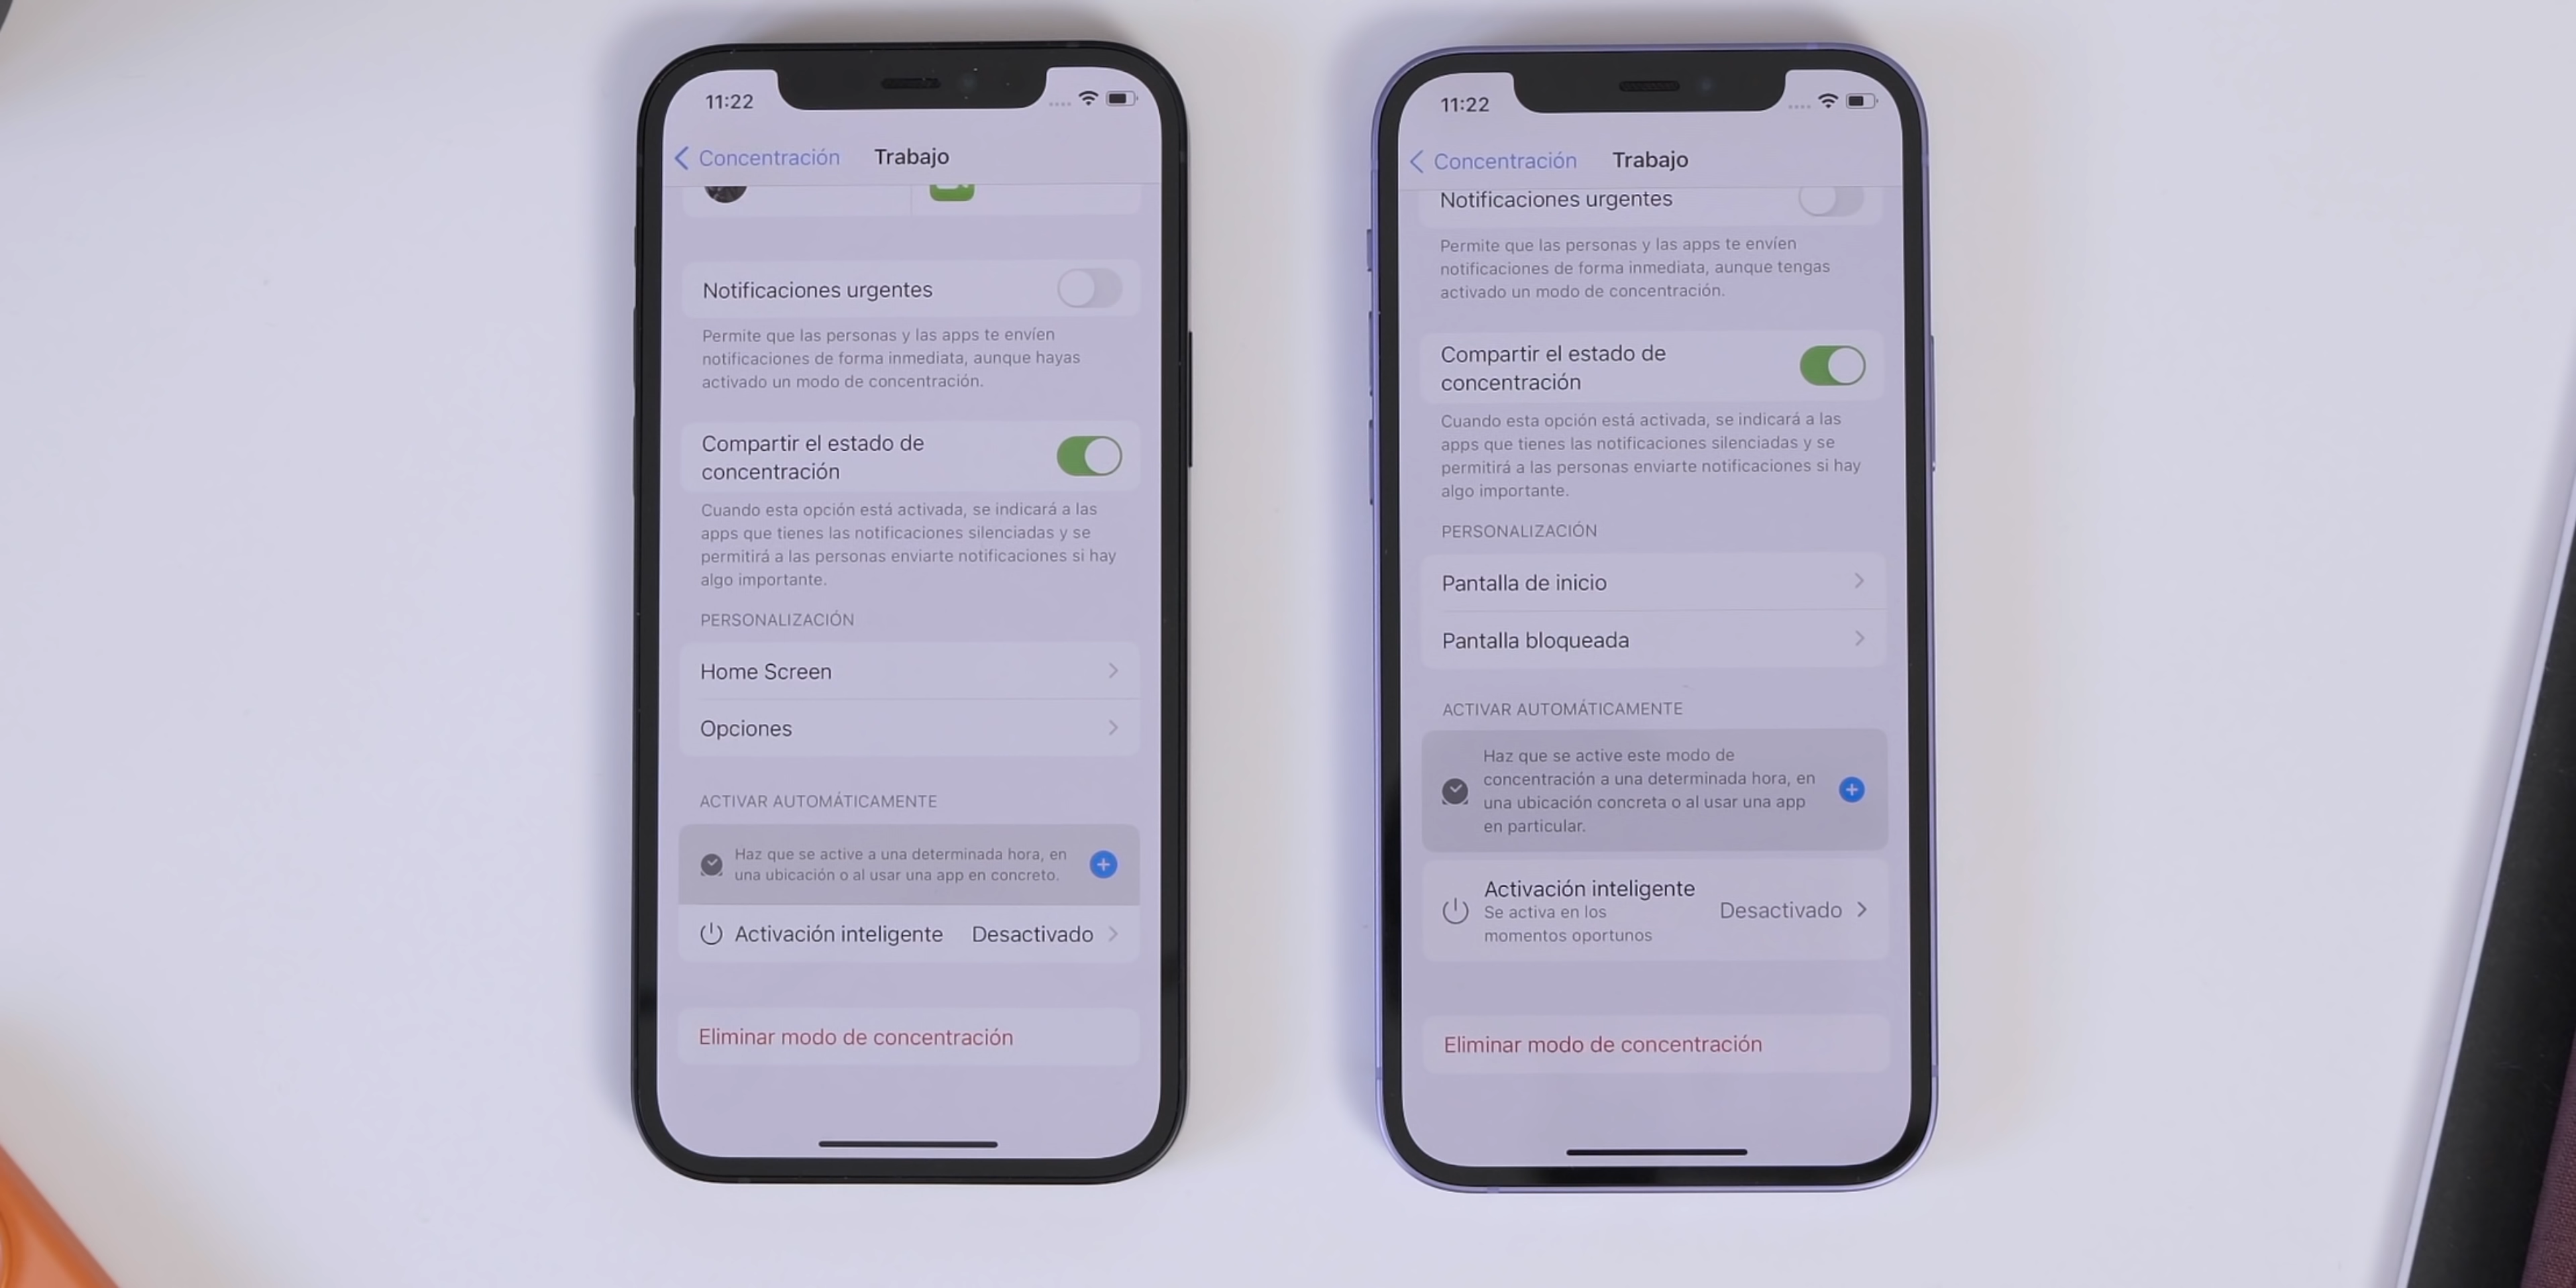 11:22
Concentración
Trabajo
Notificaciones urgentes
Permite que las personas y las apps te envíen
notificaciones de forma inmediata, aunque hayas
activado un modo de concentración.
Compartir el estado de
concentración
Cuando esta opción está activada, se indicará a las
apps que tienes las notificaciones silenciadas y se
permitirá a las personas enviarte notificaciones si hay
algo importante.
PERSONALIZACIÓN
Home Screen
Opciones
ACTIVAR AUTOMÁTICAMENTE
Haz que se active a una determinada hora, en
una ubicación o al usar una app en concreto.
Activación inteligente
Desactivado
Eliminar modo de concentración
11:22
Concentración
Trabajo
Notificaciones urgentes
Permite que las personas y las apps te envíen
notificaciones de forma inmediata, aunque tengas
activado un modo de concentración.
Compartir el estado de
concentración
Cuando esta opción está activada, se indicará a las
apps que tienes las notificaciones silenciadas y se
permitirá a las personas enviarte notificaciones si hay
algo importante.
PERSONALIZACIÓN
Pantalla de inicio
Pantalla bloqueada
ACTIVAR AUTOMÁTICAMENTE
Haz que se active este modo de
concentración a una determinada hora, en
una ubicación concreta o al usar una app
en particular.
Activación inteligente
Se activa en los
momentos oportunos
Desactivado
Eliminar modo de concentración